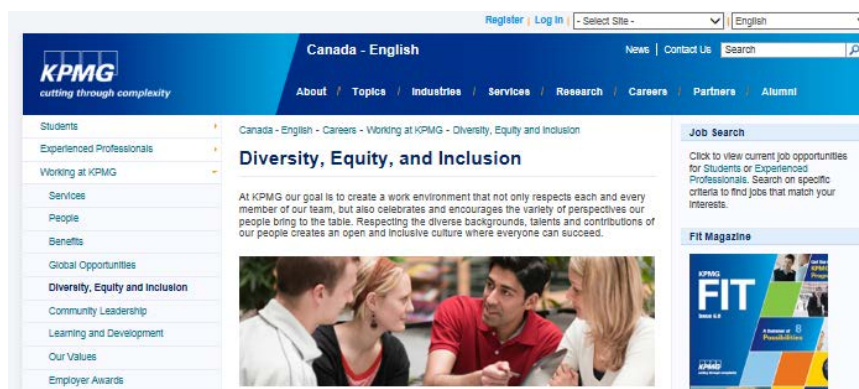 Register | Log In | - Select Site - | English
Canada - English
News | Contact Us Search
KPMG
cutting through complexity
About / Topics / Industries / Services / Research / Careers / Partners / Alumni
Students
Experienced Professionals
Working at KPMG
Services
People
Benefits
Global Opportunities
Diversity, Equity and Inclusion
Community Leadership
Learning and Development
Our Values
Employer Awards
Canada - English - Careers - Working at KPMG - Diversity, Equity and Inclusion
Diversity, Equity, and Inclusion
At KPMG our goal is to create a work environment that not only respects each and every
member of our team, but also celebrates and encourages the variety of perspectives our
people bring to the table. Respecting the diverse backgrounds, talents and contributions of
our people creates an open and inclusive culture where everyone can succeed.
Job Search
Click to view current job opportunities
for Students or Experienced
Professionals. Search on specific
criteria to find jobs that match your
interests.
Fit Magazine
KPMG
FIT
A Summer of 8
Possibilities
KPMG